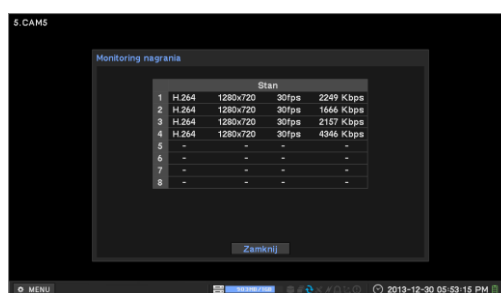 5.CAM5
Monitoring nagrania
Stan
1 H.264 1280x720 30fps 2249 Kbps
2 H.264 1280x720 30fps 1666 Kbps
3 H.264 1280x720 30fps 2157 Kbps
4 H.264 1280x720 30fps 4346 Kbps
5 - - - -
6 - - - -
7 - - - -
8 - - - -
Zamknij
MENU 2013-12-30 05:53:15 PM